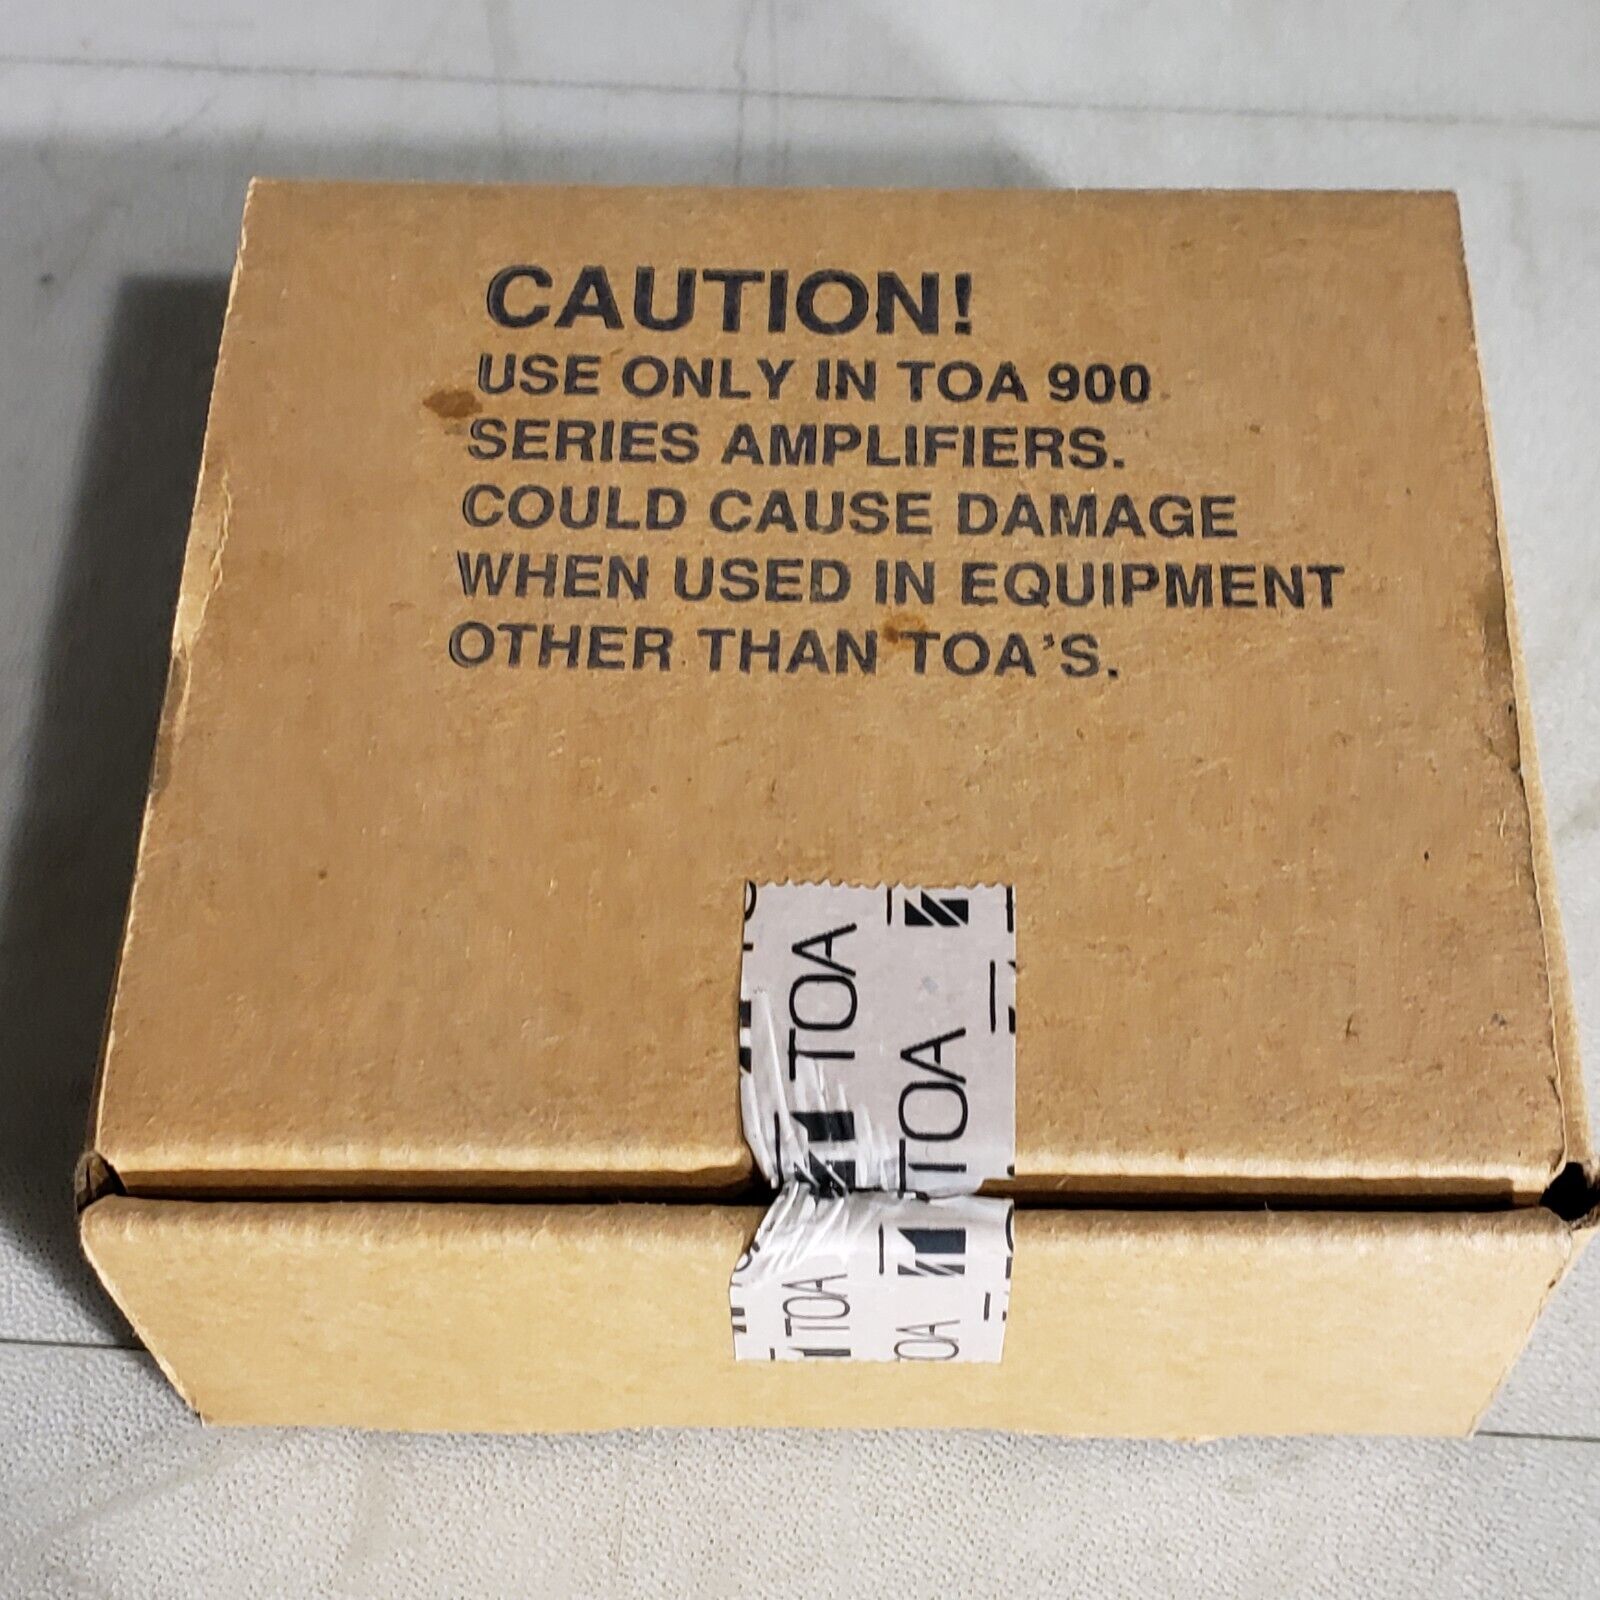 CAUTION!
USE ONLY IN TOA 900
SERIES AMPLIFIERS.
COULD CAUSE DAMAGE
WHEN USED IN EQUIPMENT
OTHER THAN TOA'S.
TOA
TOA
TOA
OA